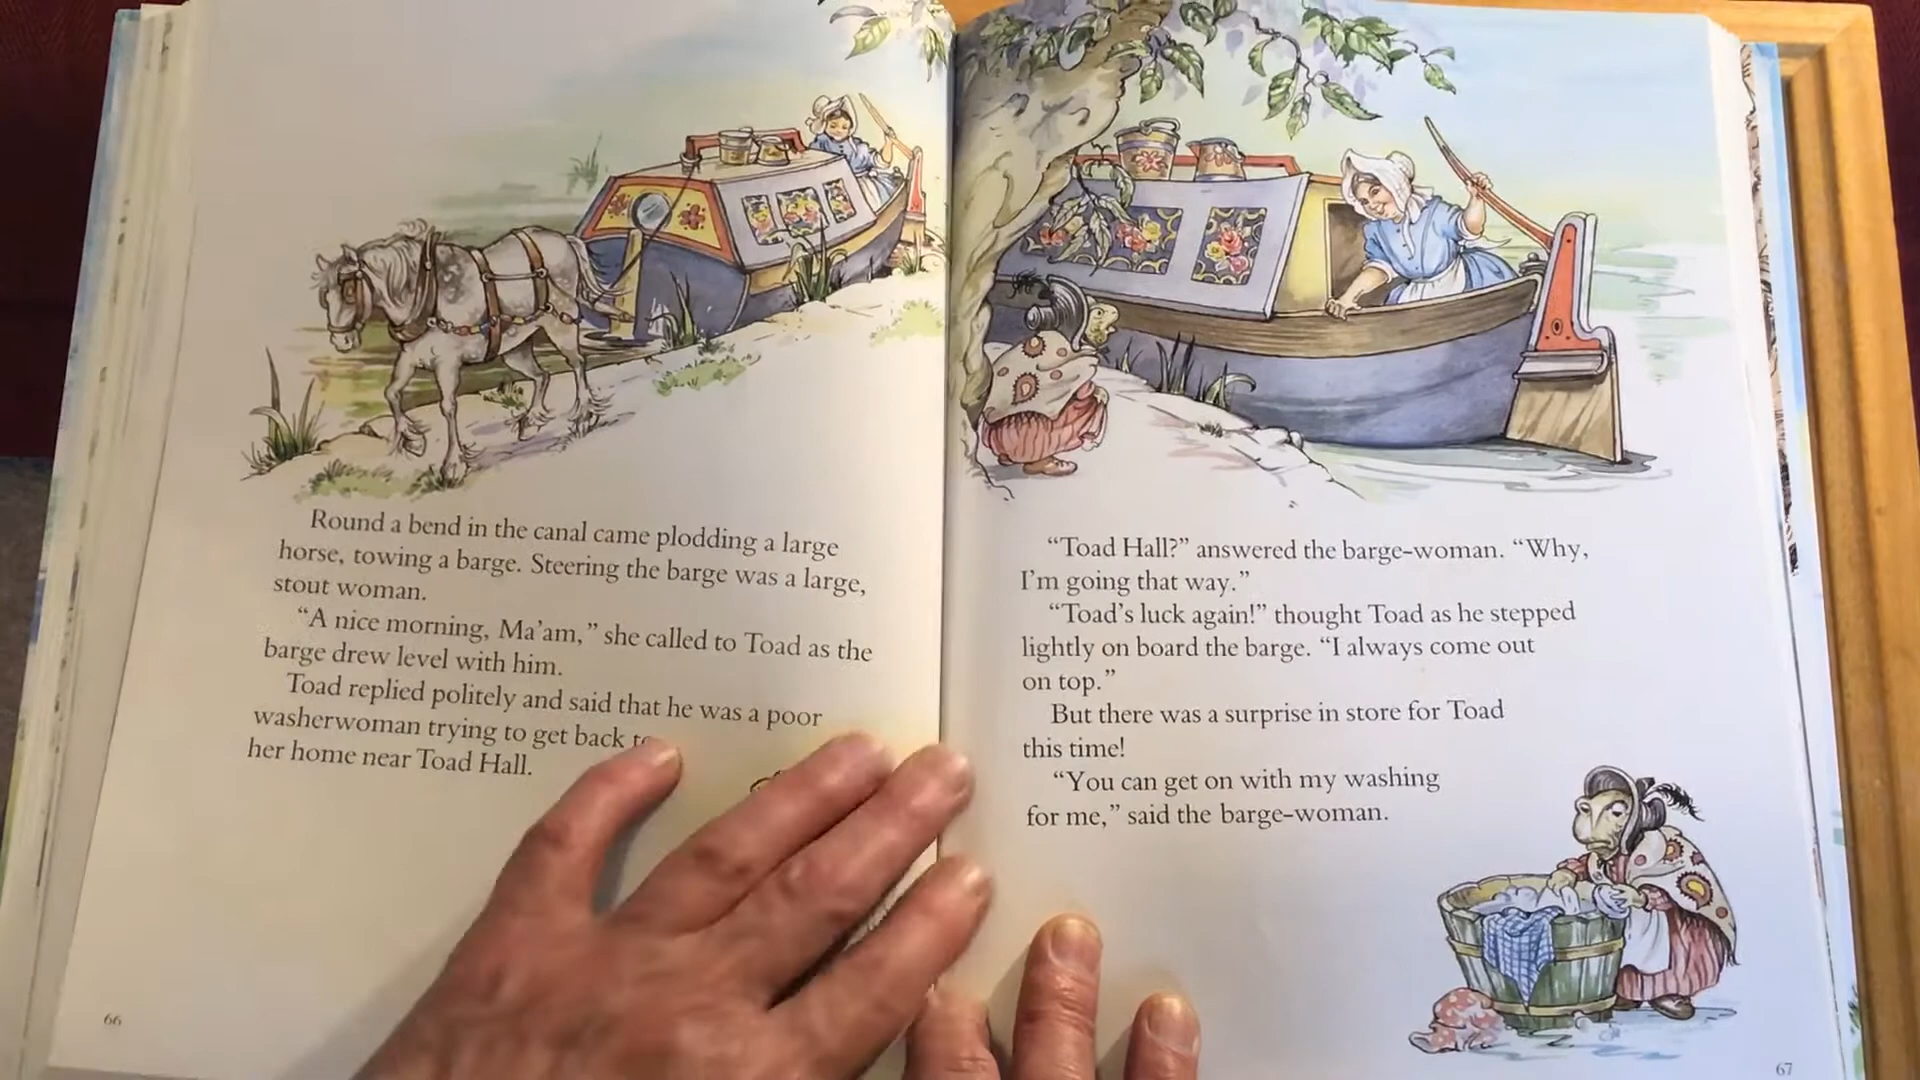 Round a bend in the canal came plodding a large
horse, towing a barge. Steering the barge was a large,
stout woman.
“A nice morning, Ma’am,” she called to Toad as the
barge drew level with him.
Toad replied politely and said that he was a poor
washerwoman trying to get back
her home near Toad Hall.
66
“Toad Hall?” answered the barge-woman. “Why,
I’m going that way.”
“Toad’s luck again!” thought Toad as he stepped
lightly on board the barge. “I always come out
on top.”
But there was a surprise in store for Toad
this time!
“You can get on with my washing
for me,” said the barge-woman.
67